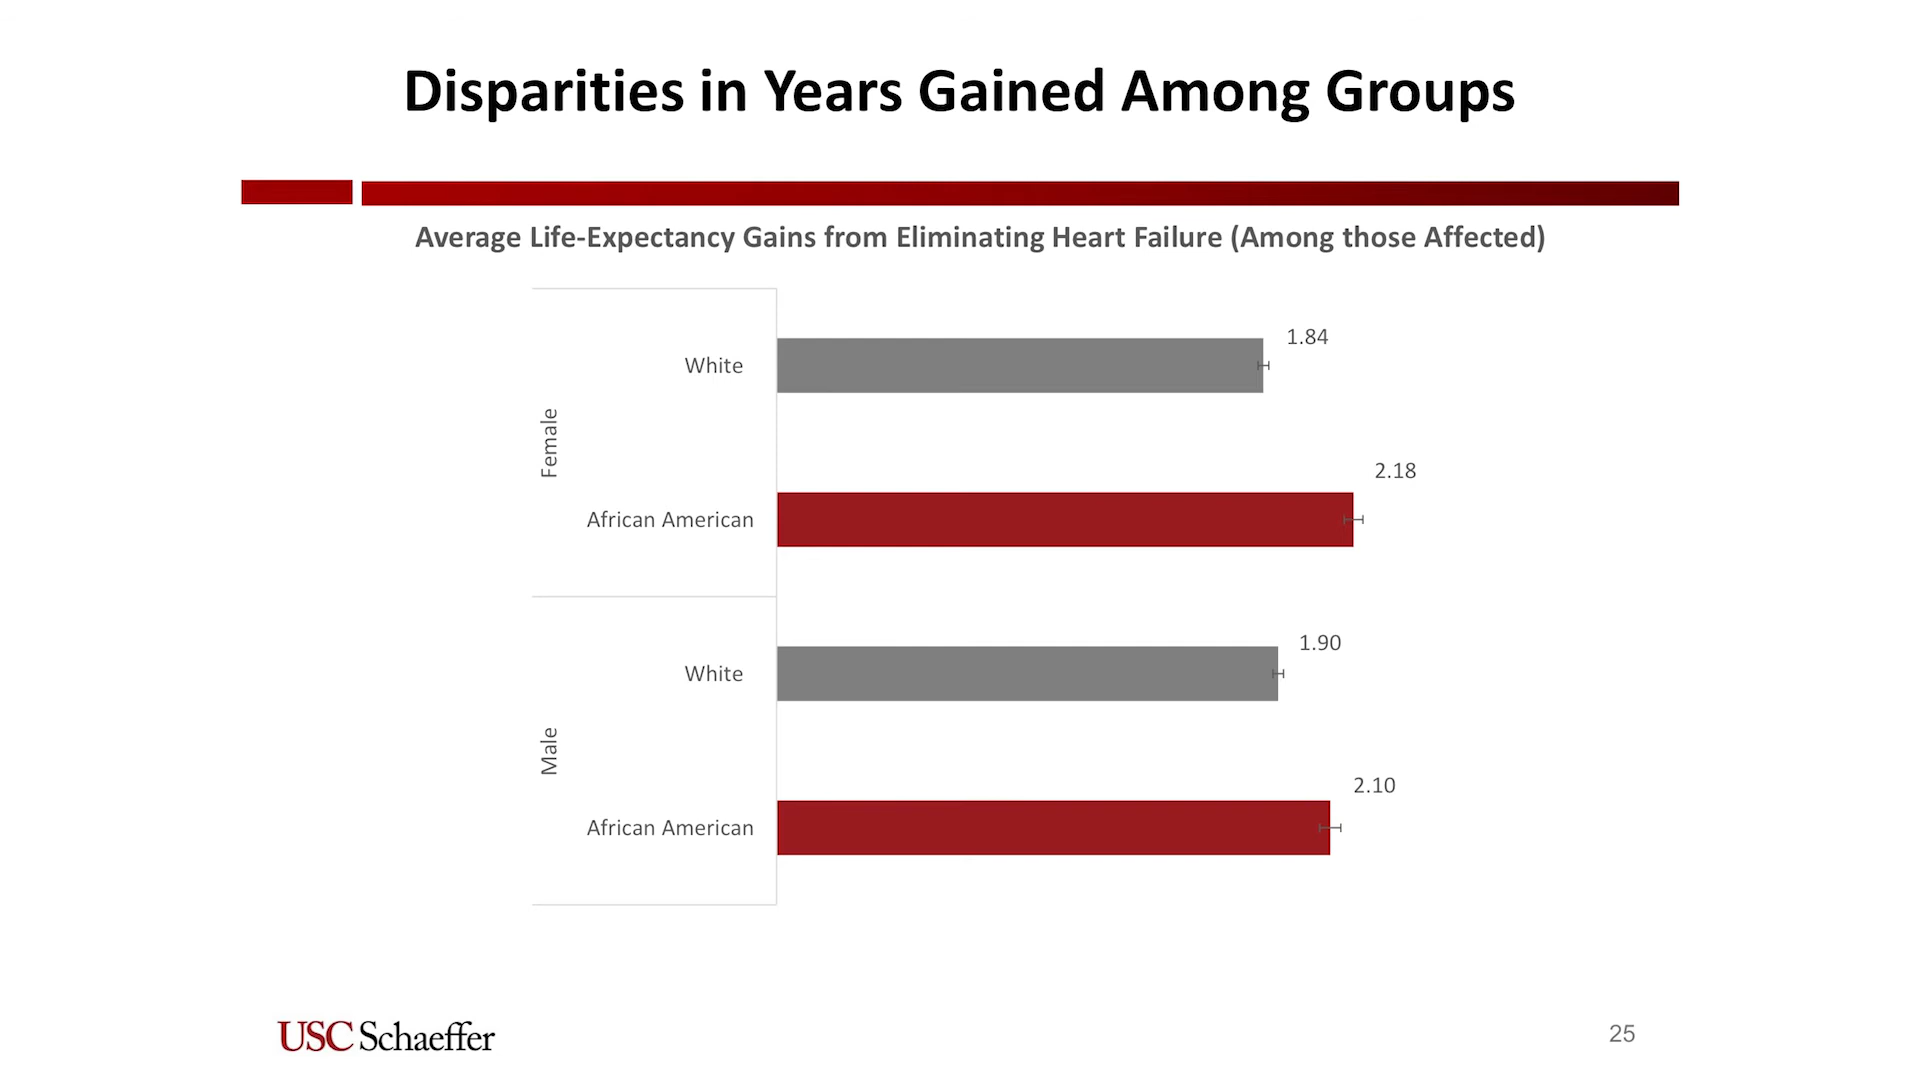 Disparities in Years Gained Among Groups
Average Life-Expectancy Gains from Eliminating Heart Failure (Among those Affected)
Female
White
1.84
African American
2.18
Male
White
1.90
African American
2.10
USC Schaeffer
25